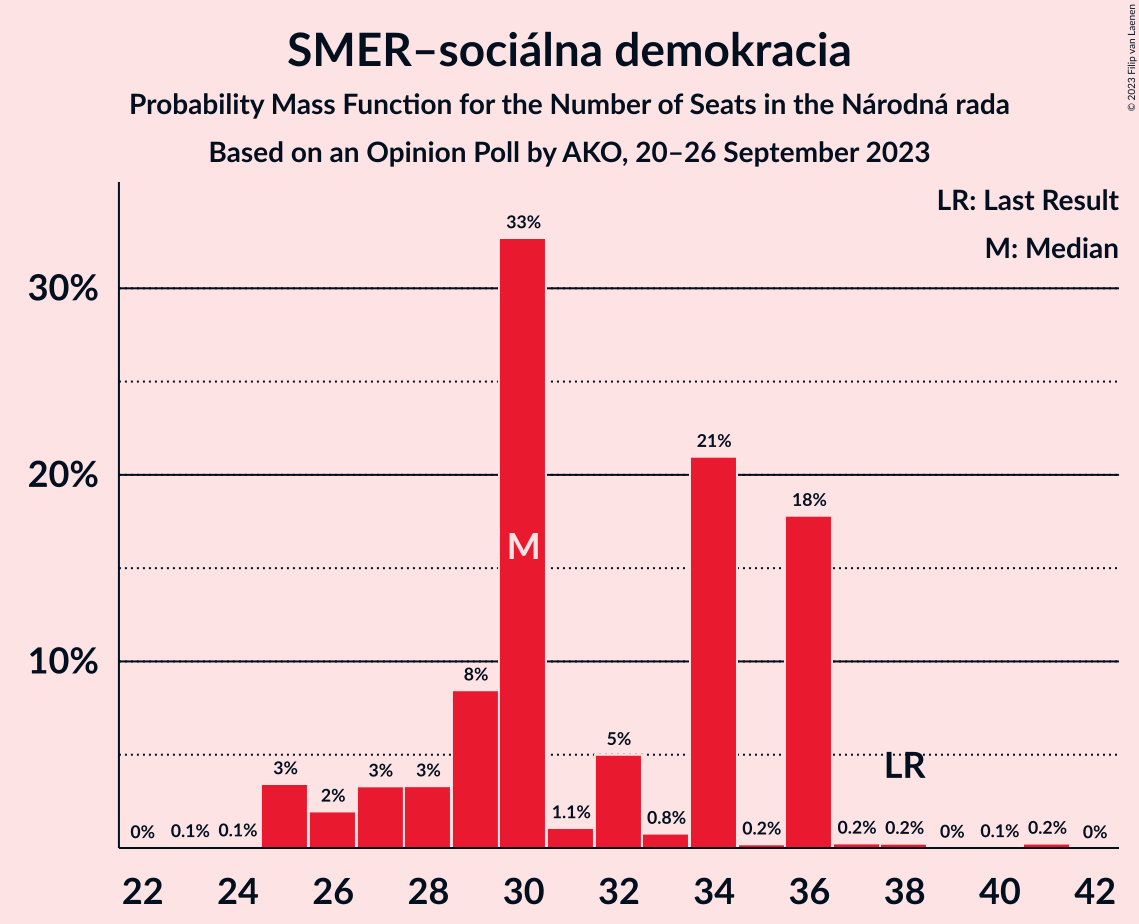 SMER–sociálna demokracia
Probability Mass Function for the Number of Seats in the Národná rada
Based on an Opinion Poll by AKO, 20–26 September 2023
© 2023 Filip van Laenen
LR: Last Result
M: Median
30%
20%
10%
0%
0.1%
0.1%
3%
2%
3%
3%
8%
33%
M
1.1%
5%
0.8%
21%
0.2%
18%
0.2%
0.2%
LR
0%
0.1%
0.2%
0%
22 24 26 28 30 32 34 36 38 40 42